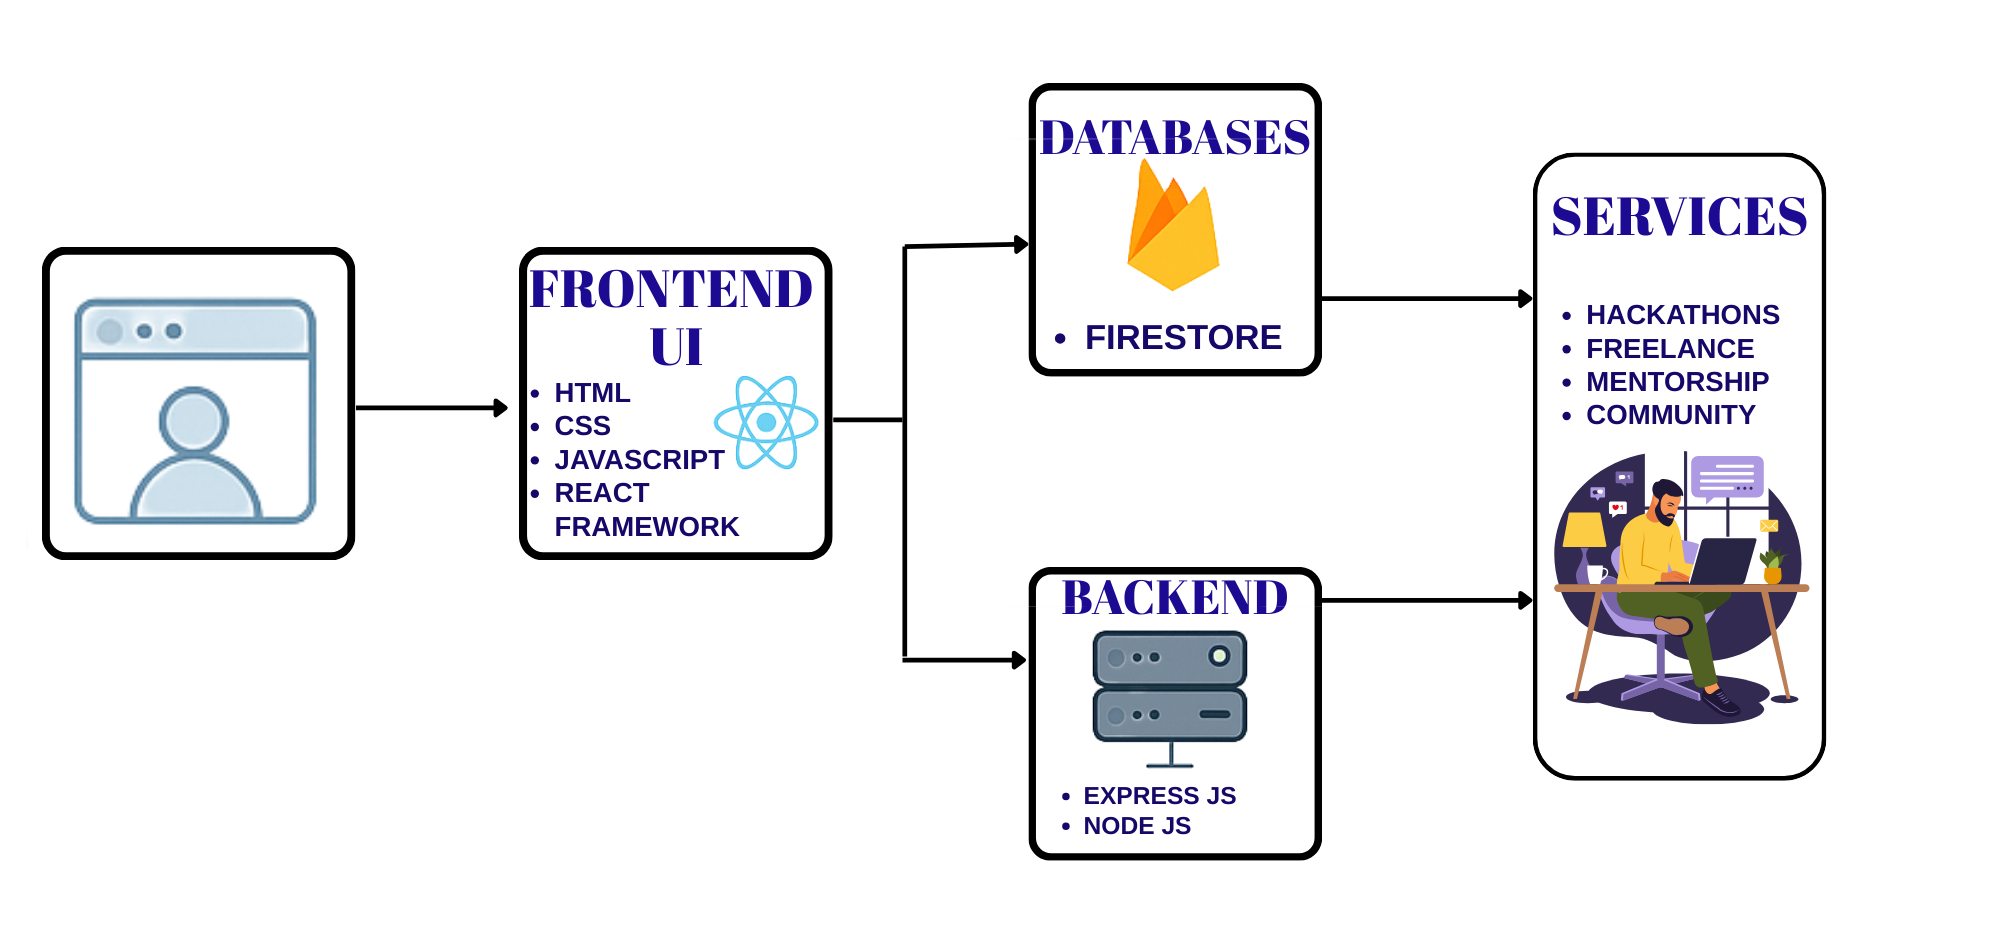 FRONTEND
UI
• HTML
• CSS
• JAVASCRIPT
• REACT
FRAMEWORK
DATABASES
• FIRESTORE
BACKEND
• EXPRESS JS
• NODE JS
SERVICES
• HACKATHONS
• FREELANCE
• MENTORSHIP
• COMMUNITY